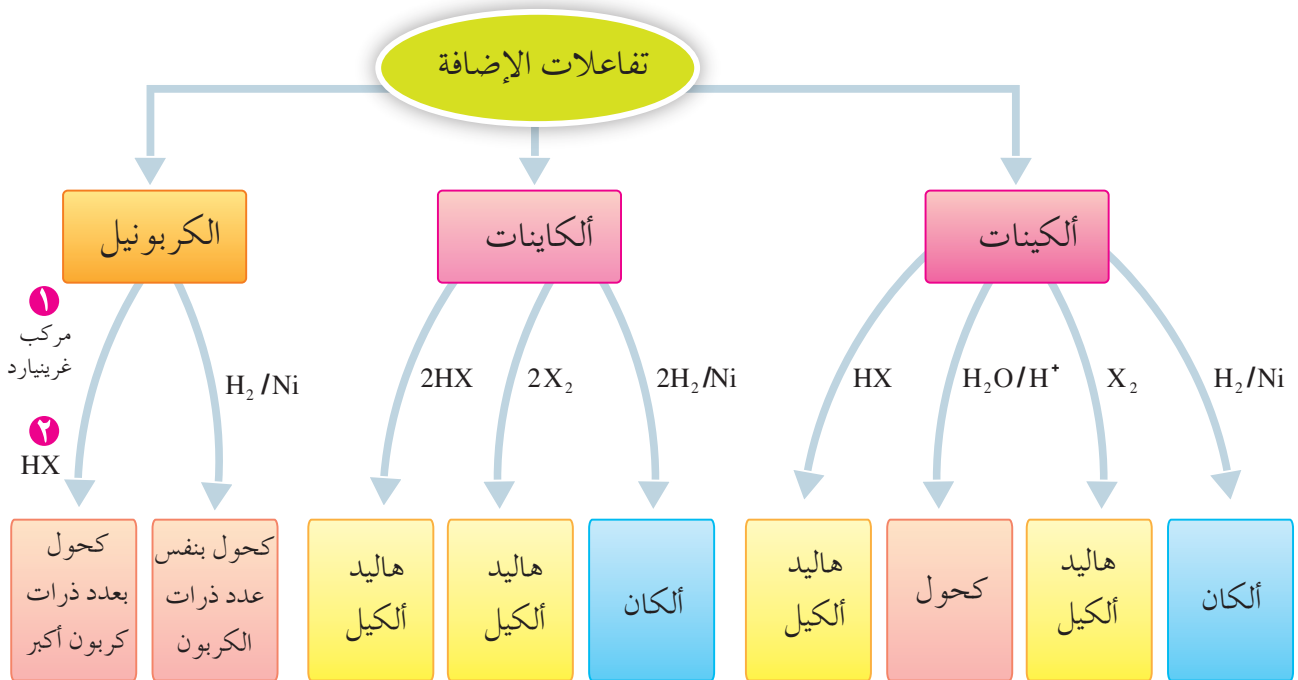 تفاعلات الإضافة
ألكينات
ألكاينات
الكربونيل
H₂/Ni
X₂
H₂O/H⁺
HX
2H₂/Ni
2X₂
2HX
H₂/Ni
١
مركب
غرينيارد
٢
HX
ألكان
هاليد
ألكيل
كحول
هاليد
ألكيل
ألكان
هاليد
ألكيل
هاليد
ألكيل
كحول بنفس
عدد ذرات
الكربون
كحول
بعدد ذرات
كربون أكبر